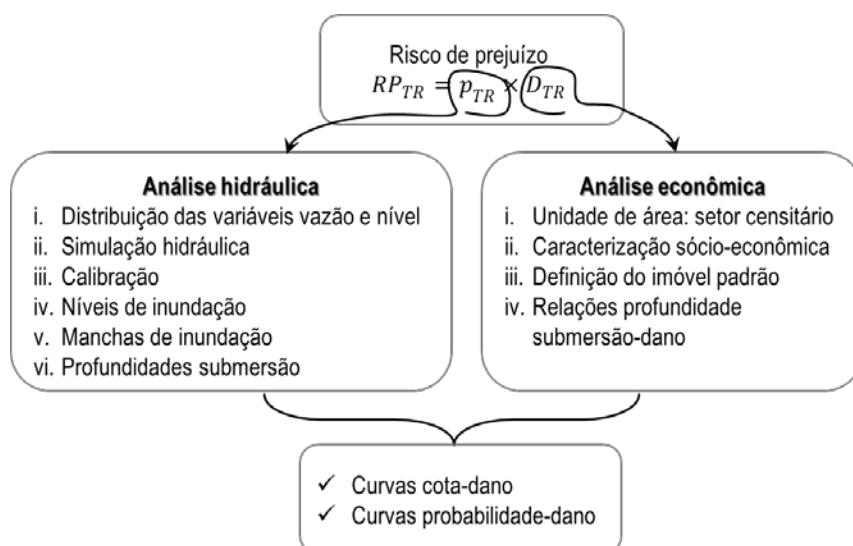 Risco de prejuízo
RP_TR = p_TR × D_TR
Análise hidráulica
i. Distribuição das variáveis vazão e nível
ii. Simulação hidráulica
iii. Calibração
iv. Níveis de inundação
v. Manchas de inundação
vi. Profundidades submersão
Análise econômica
i. Unidade de área: setor censitário
ii. Caracterização sócio-econômica
iii. Definição do imóvel padrão
iv. Relações profundidade
submersão-dano
✓ Curvas cota-dano
✓ Curvas probabilidade-dano